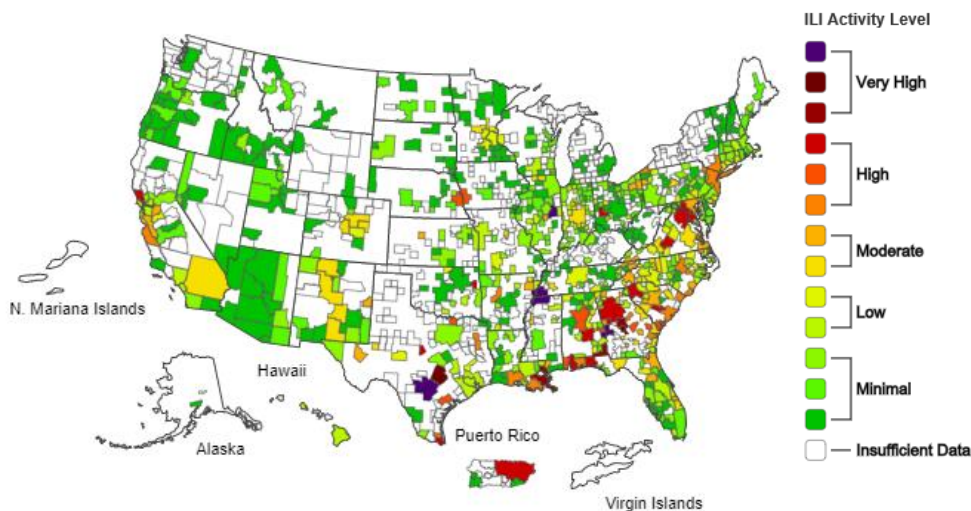 ILI Activity Level
Very High
High
Moderate
Low
Minimal
Insufficient Data
N. Mariana Islands
Hawaii
Alaska
Puerto Rico
Virgin Islands